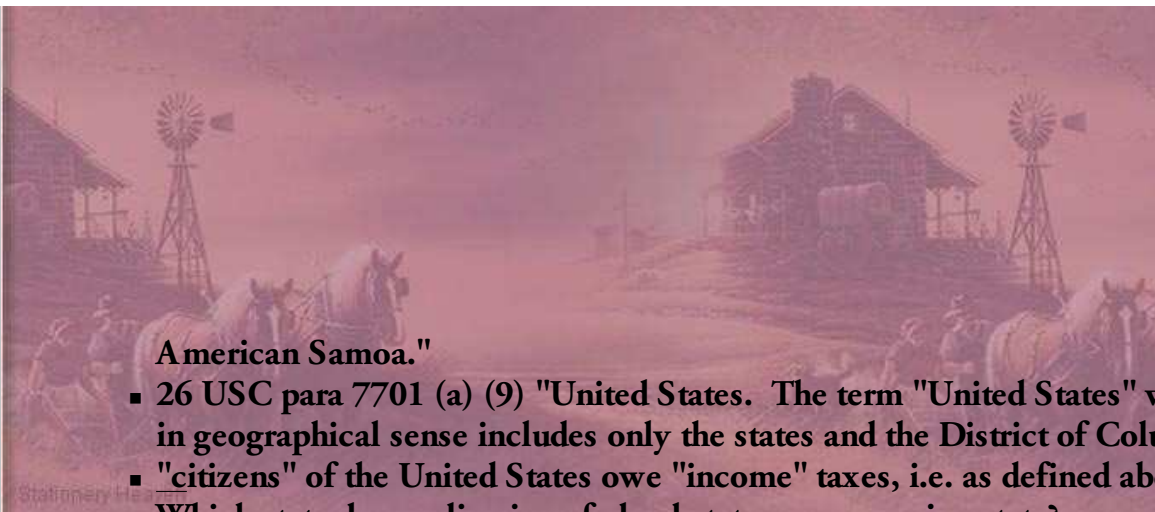 American Samoa."
▪ 26 USC para 7701 (a) (9) "United States.  The term "United States"
in geographical sense includes only the states and the District of
▪ "citizens" of the United States owe "income" taxes, i.e. as defined
Stationery Heaven